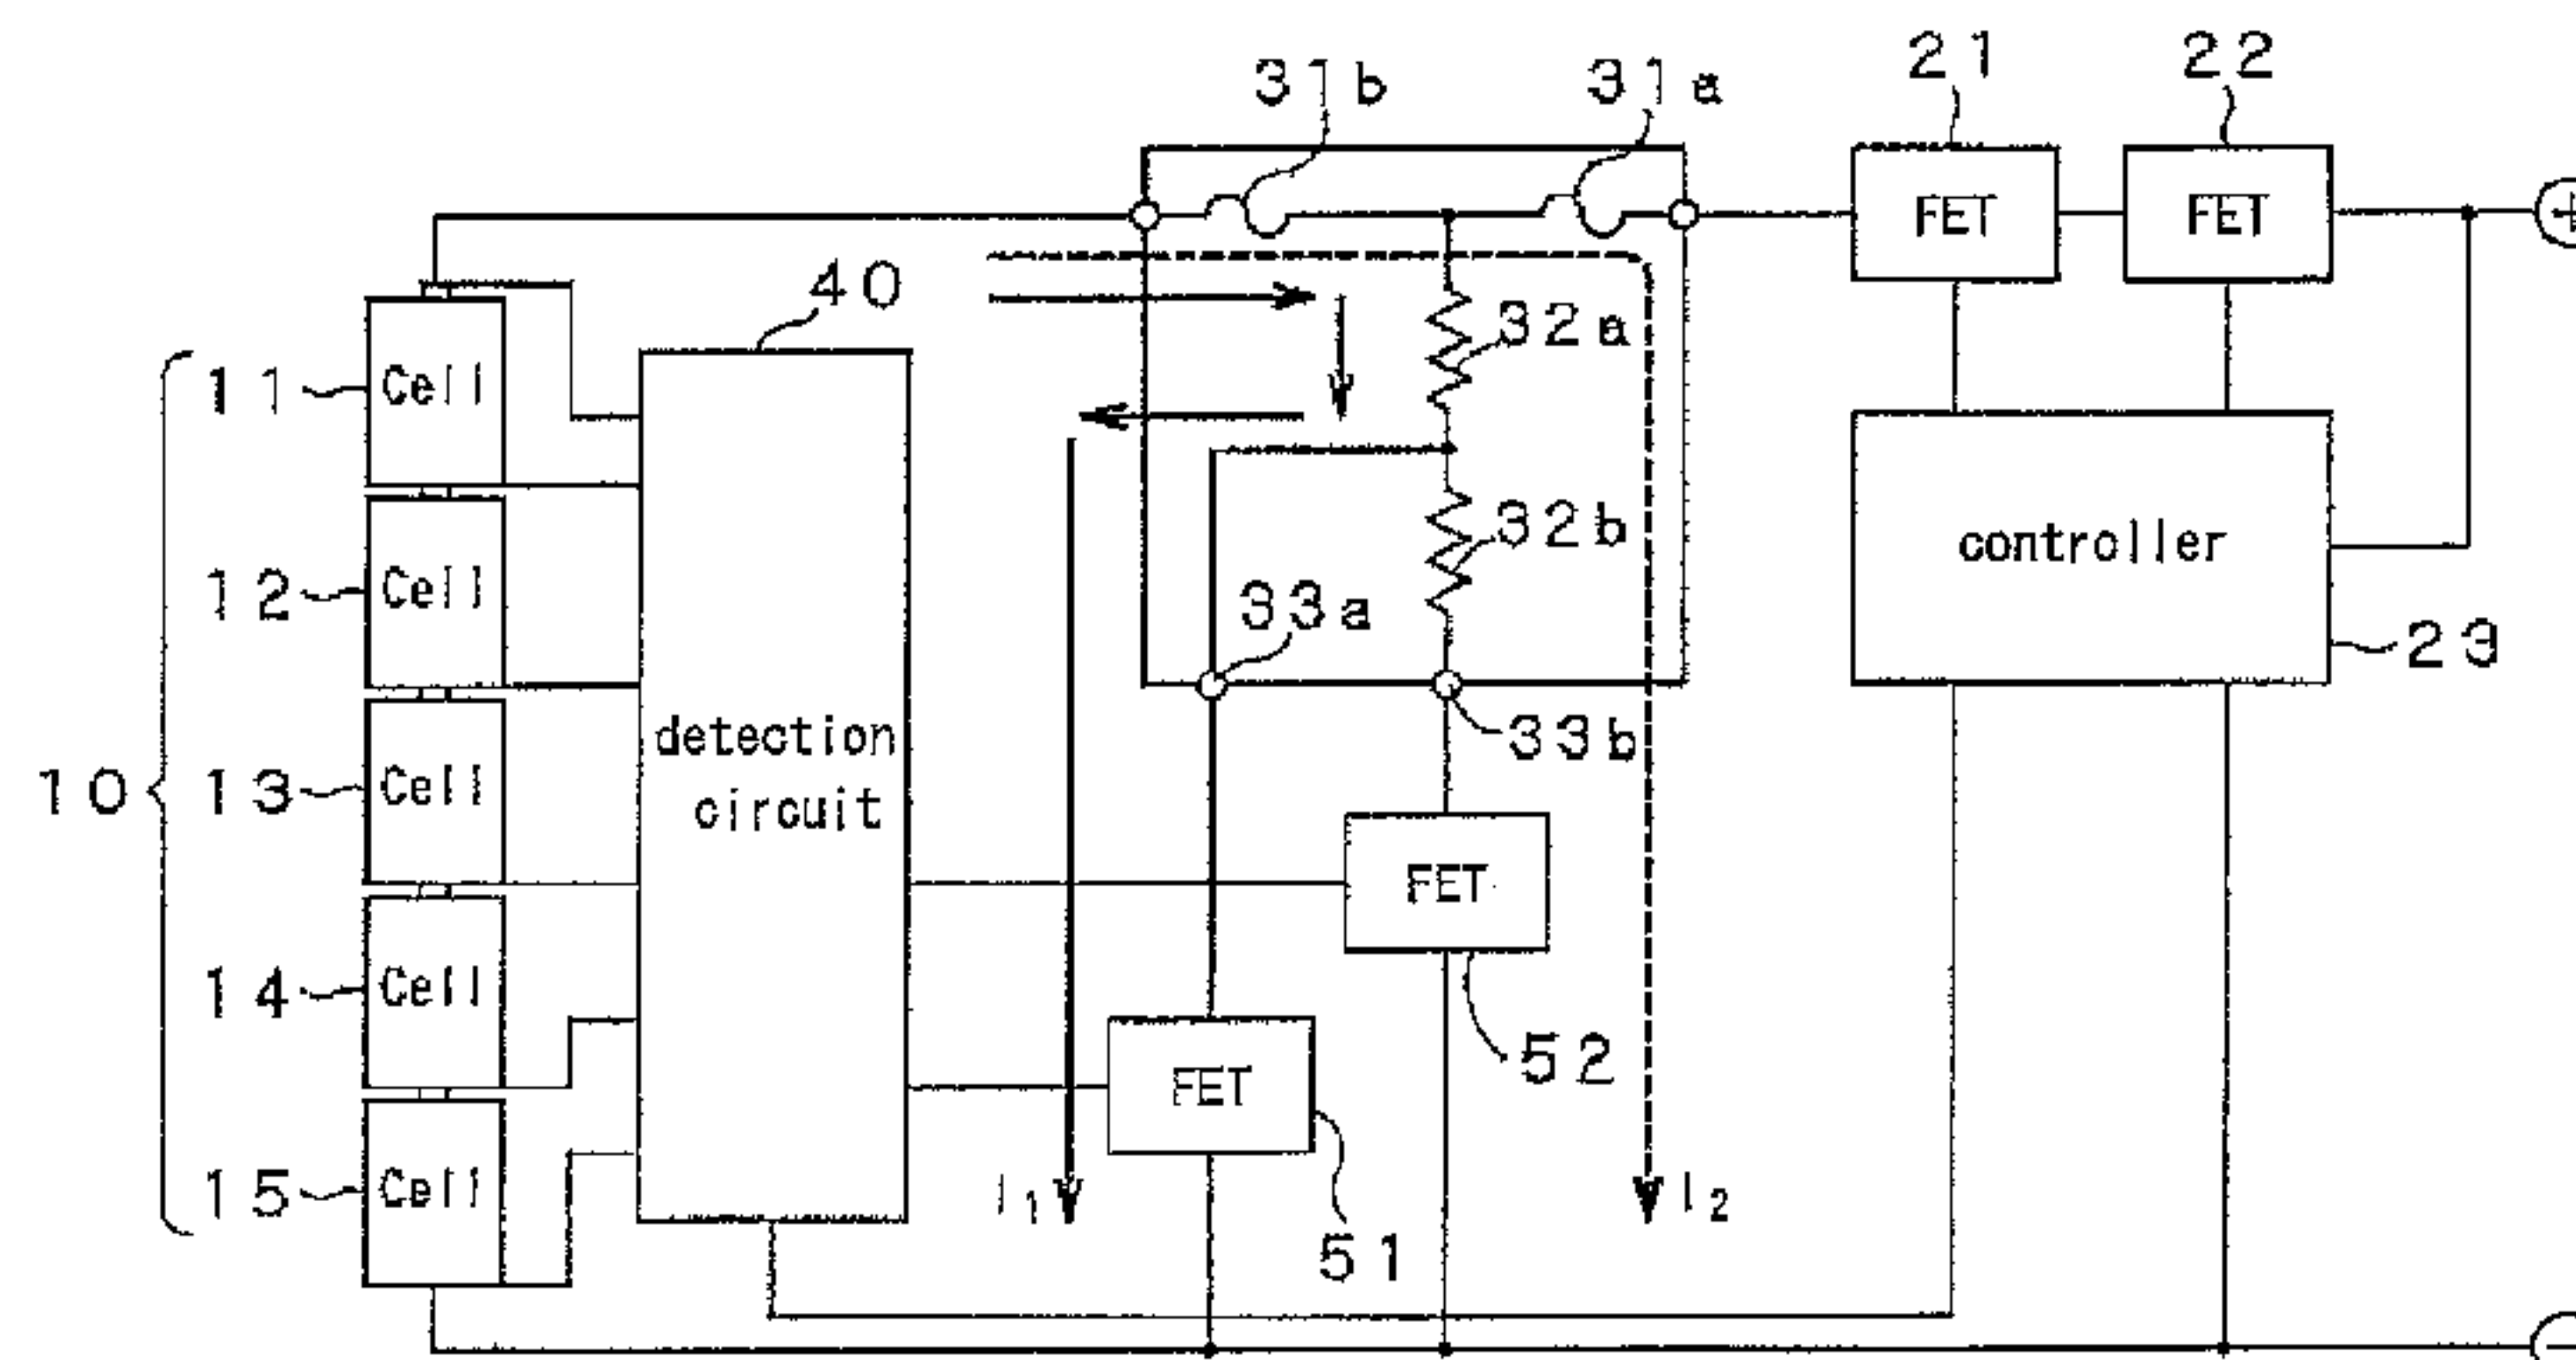 21
22
31b
31a
FET
FET
40
32a
11
Cell
12
Cell
32b
controller
33a
23
33b
10
13
Cell
detection
circuit
FET
14
Cell
52
FET
15
Cell
I1
I2
51
+
−